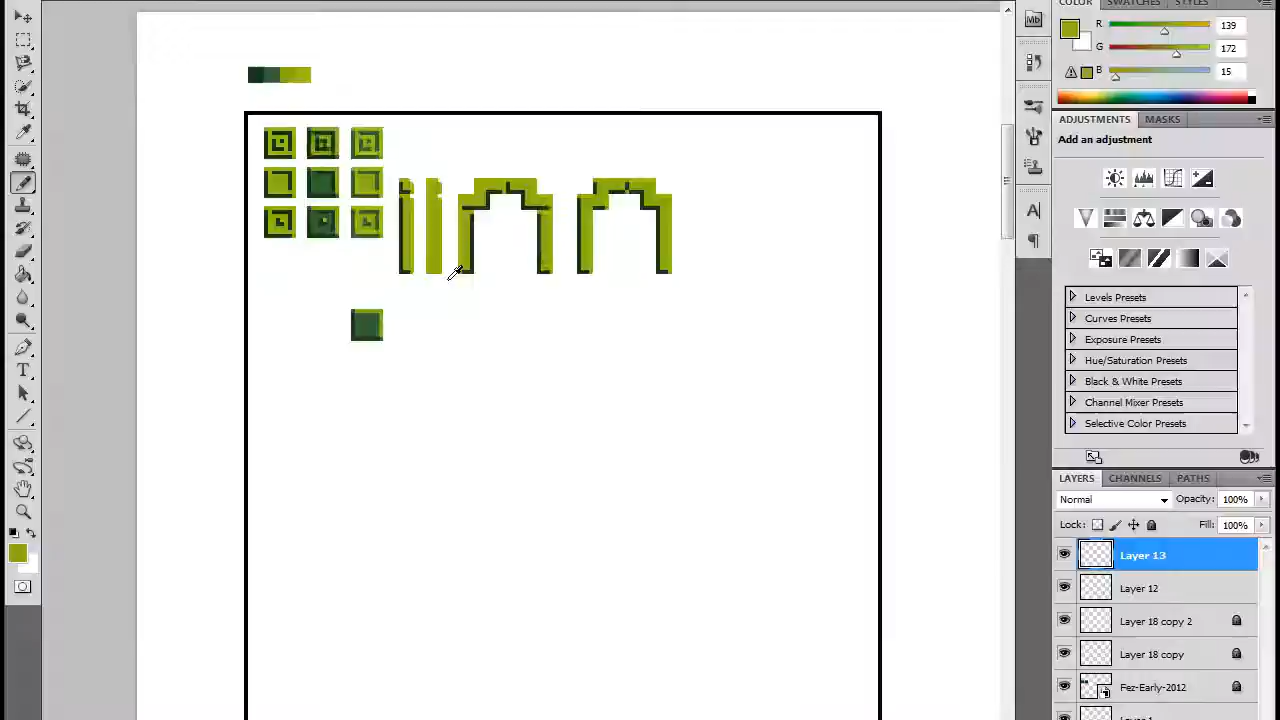 COLOR SWATCHES STYLES
R 139
G 172
B 15
ADJUSTMENTS MASKS
Add an adjustment
Levels Presets
Curves Presets
Exposure Presets
Hue/Saturation Presets
Black & White Presets
Channel Mixer Presets
Selective Color Presets
LAYERS CHANNELS PATHS
Normal Opacity: 100%
Lock: Fill: 100%
Layer 13
Layer 12
Layer 18 copy 2
Layer 18 copy
Fez-Early-2012
Mb
A
T